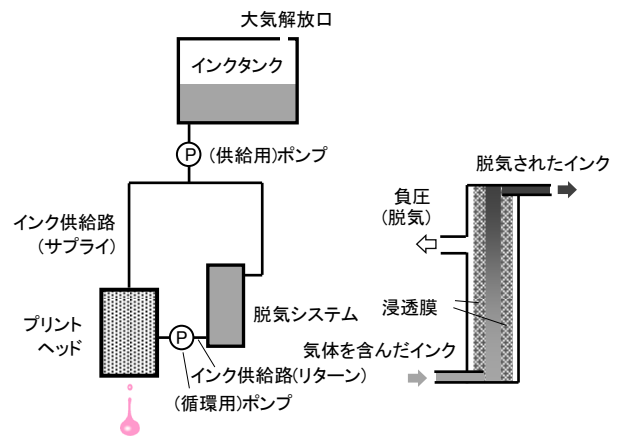 大気解放口
インクタンク
P
(供給用)ポンプ
インク供給路
(サプライ)
プリント
ヘッド
P
脱気システム
インク供給路(リターン)
(循環用)ポンプ
脱気されたインク
負圧
(脱気)
浸透膜
気体を含んだインク